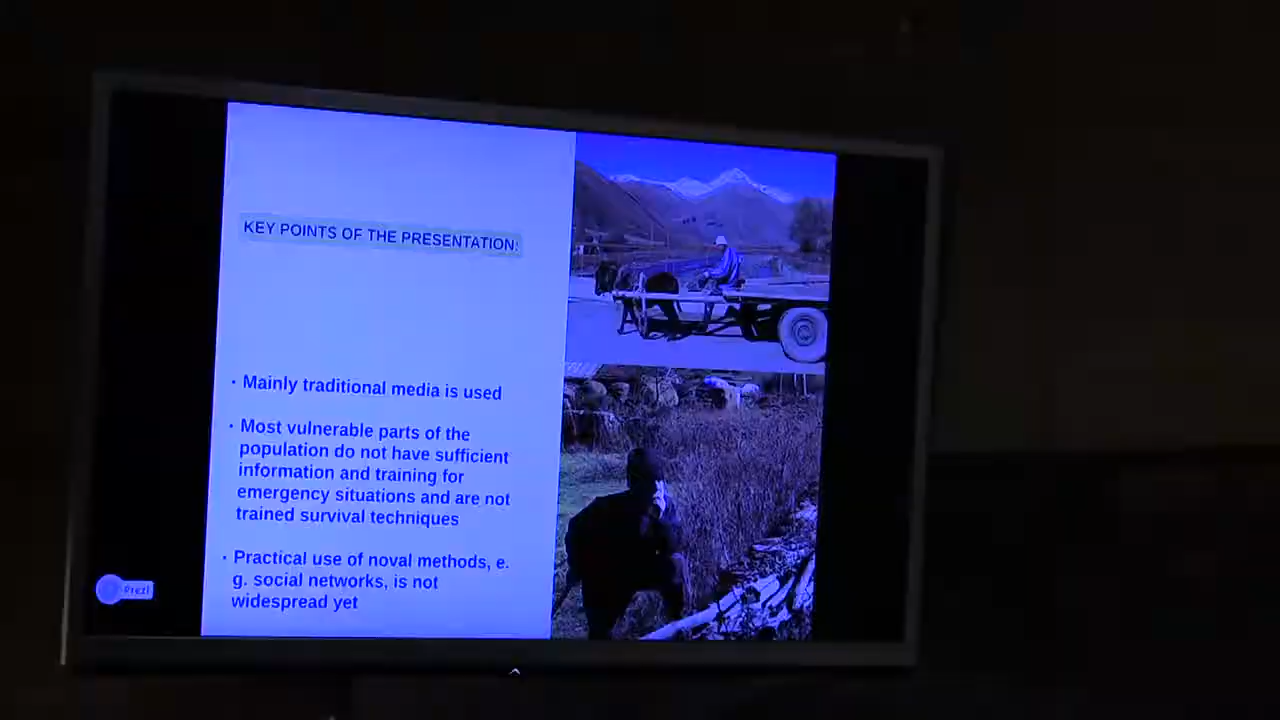 KEY POINTS OF THE PRESENTATION:
· Mainly traditional media is used
· Most vulnerable parts of the
population do not have sufficient
information and training for
emergency situations and are not
trained survival techniques
· Practical use of noval methods, e.
g. social networks, is not
widespread yet
Prezi